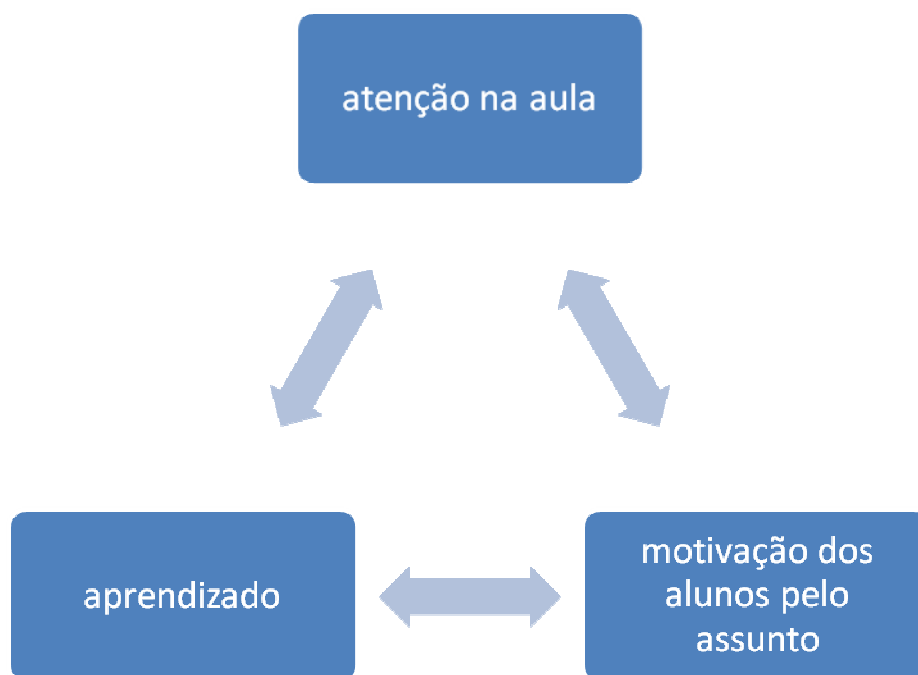 atenção na aula
aprendizado
motivação dos
alunos pelo
assunto